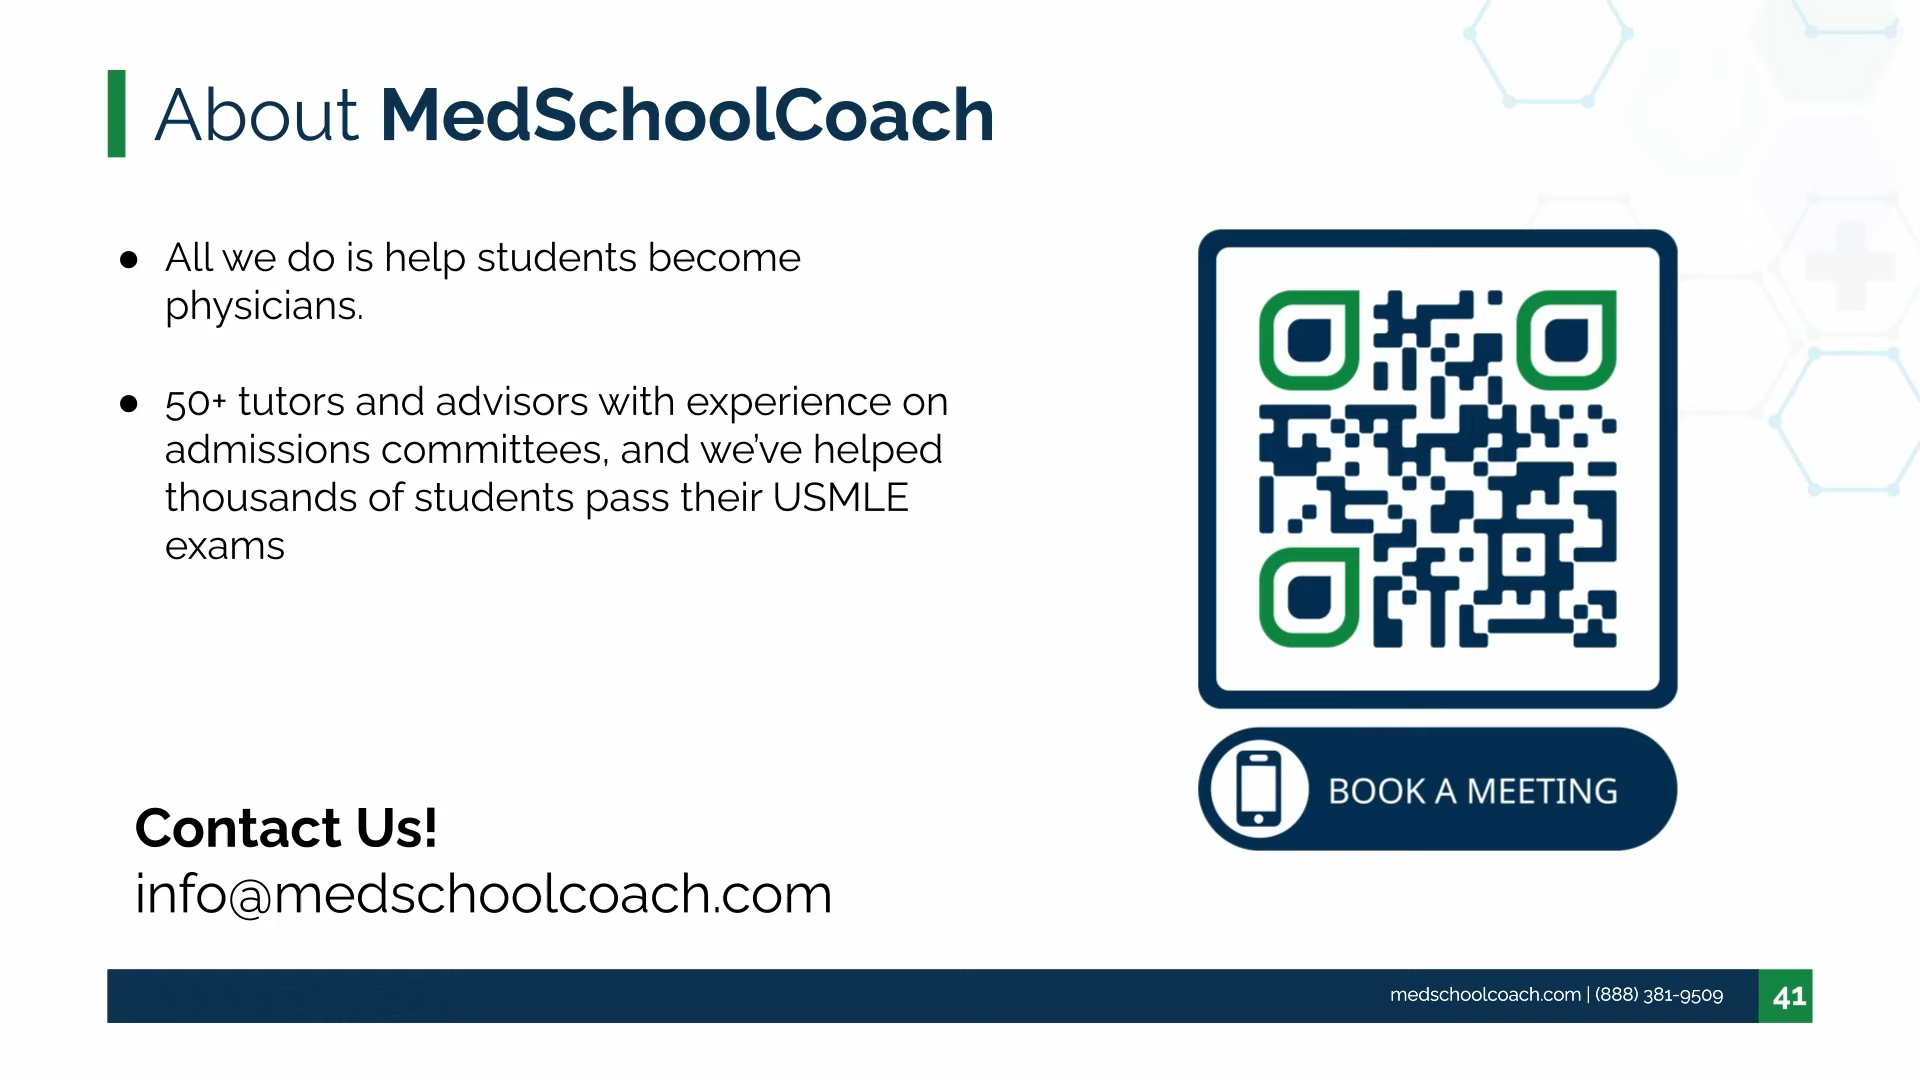 About MedSchoolCoach
● All we do is help students become
physicians.
● 50+ tutors and advisors with experience on
admissions committees, and we’ve helped
thousands of students pass their USMLE
exams
BOOK A MEETING
Contact Us!
info@medschoolcoach.com
medschoolcoach.com | (888) 381-9509
41